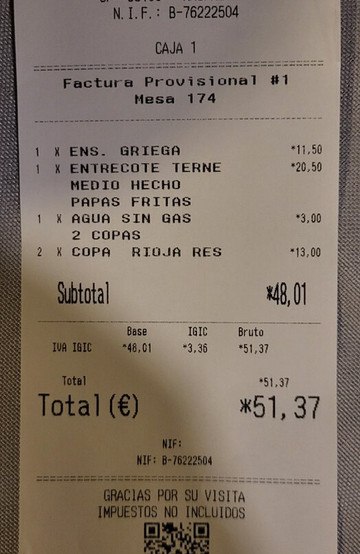 N.I.F.: B-76222504
CAJA 1
Factura Provisional #1
Mesa 174
1 X ENS. GRIEGA *11,50
1 X ENTRECOTE TERNE *20,50
MEDIO HECHO
PAPAS FRITAS
1 X AGUA SIN GAS *3,00
2 COPAS
2 X COPA RIOJA RES *13,00
Subtotal *48,01
Base IGIC Bruto
IVA IGIC *48,01 *3,36 *51,37
Total *51,37
Total(€) *51,37
NIF:
NIF: B-76222504
GRACIAS POR SU VISITA
IMPUESTOS NO INCLUIDOS